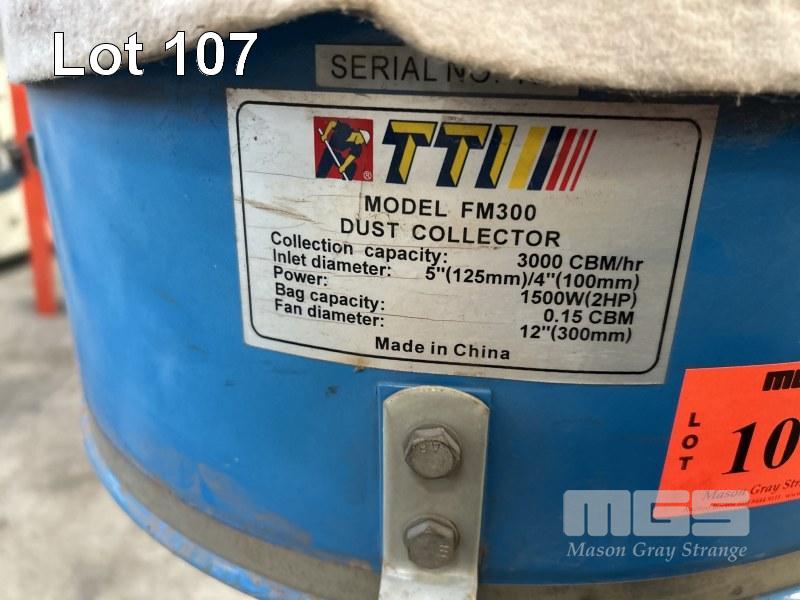 Lot 107
SERIAL NO.
TTI
®
MODEL FM300
DUST COLLECTOR
Collection capacity: 3000 CBM/hr
Inlet diameter: 5"(125mm)/4"(100mm)
Power: 1500W(2HP)
Bag capacity: 0.15 CBM
Fan diameter: 12"(300mm)
Made in China
LOT 10
Mason Gray
MGS
Mason Gray Strange